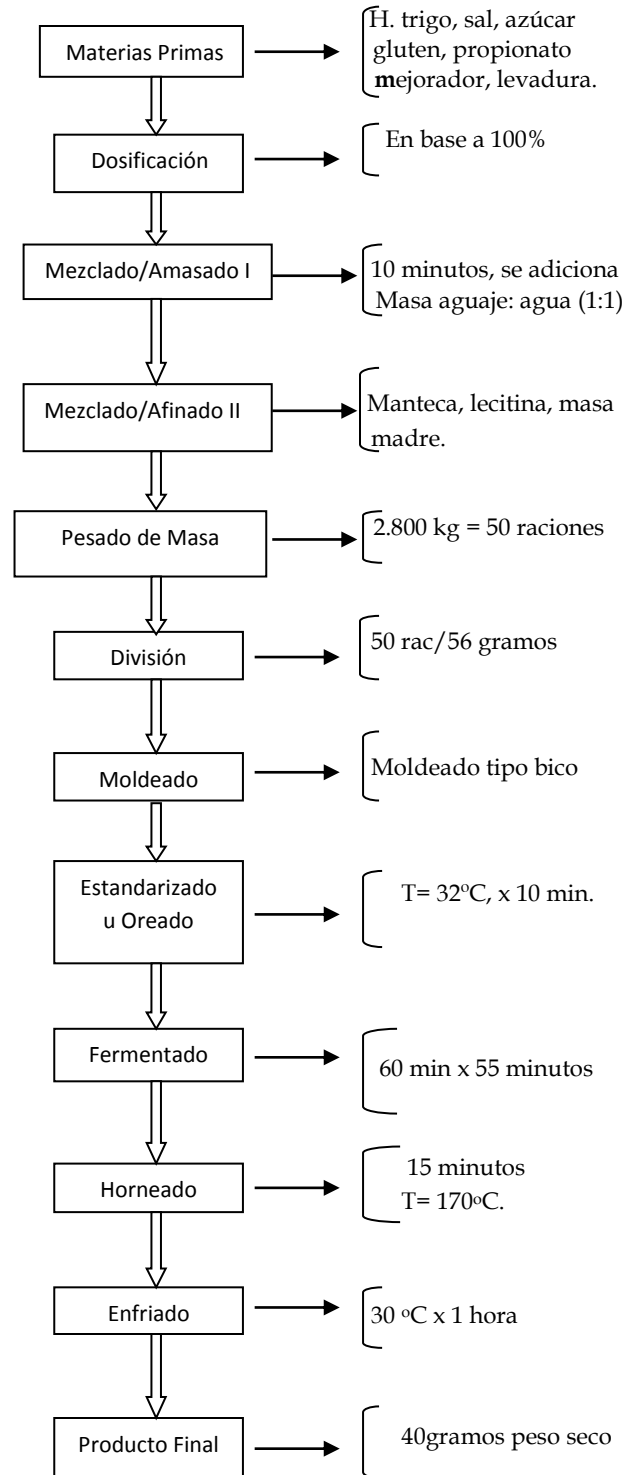 Materias Primas
H. trigo, sal, azúcar
gluten, propionato
mejorador, levadura.
Dosificación
En base a 100%
Mezclado/Amasado I
10 minutos, se adiciona
Masa aguaje: agua (1:1)
Mezclado/Afinado II
Manteca, lecitina, masa
madre.
Pesado de Masa
2.800 kg = 50 raciones
División
50 rac/56 gramos
Moldeado
Moldeado tipo bico
Estandarizado
u Oreado
T= 32ºC, x 10 min.
Fermentado
60 min x 55 minutos
Horneado
15 minutos
T= 170ºC.
Enfriado
30 ºC x 1 hora
Producto Final
40gramos peso seco